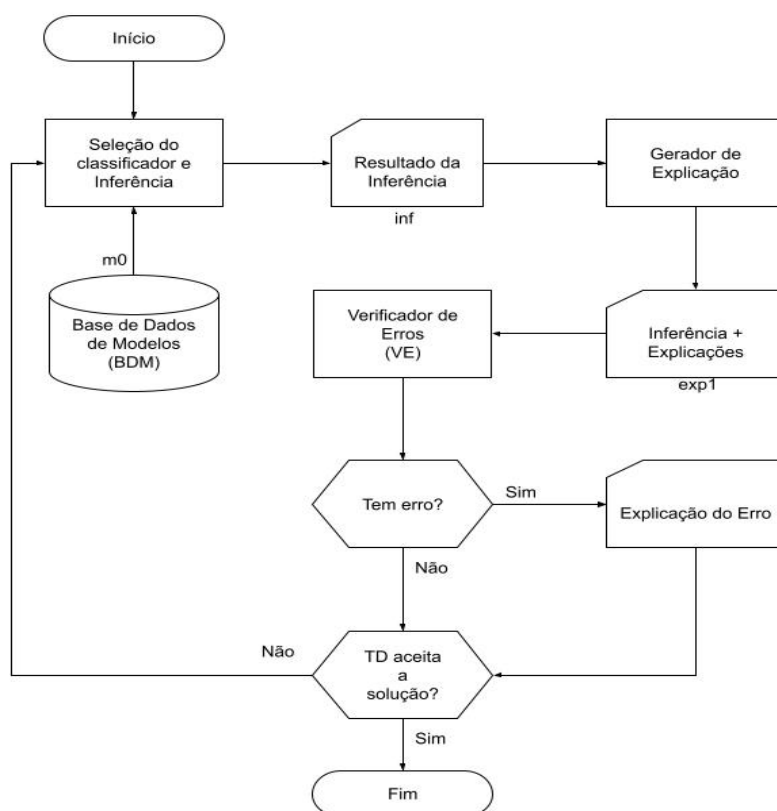 Início
Seleção do
classificador e
Inferência
Resultado da
Inferência
inf
Gerador de
Explicação
m0
Base de Dados
de Modelos
(BDM)
Verificador de
Erros
(VE)
Inferência +
Explicações
exp1
Tem erro?
Sim
Explicação do Erro
Não
Não
TD aceita
a
solução?
Sim
Fim